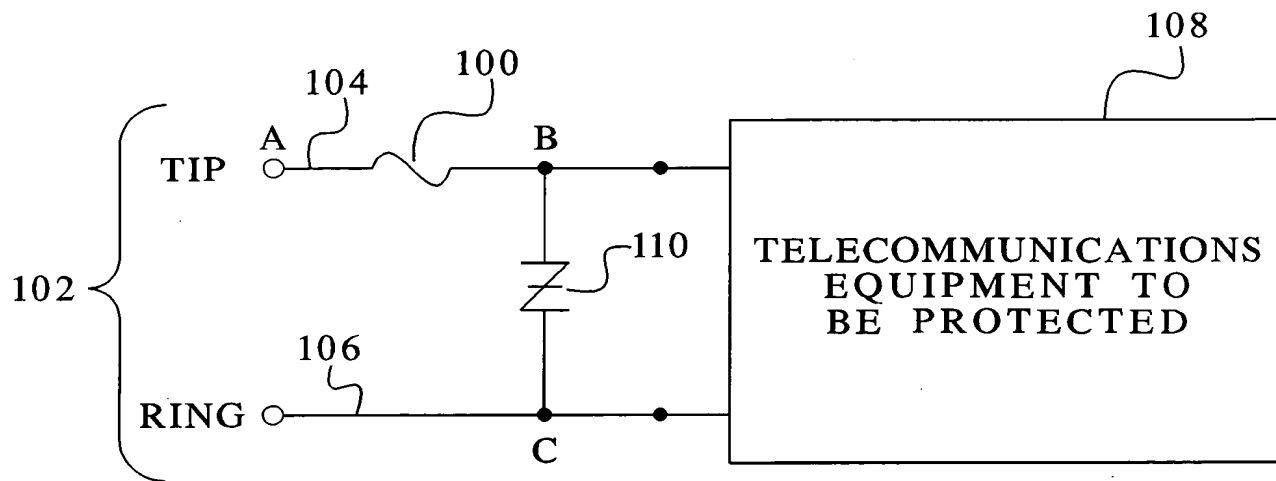 108
100
104
A
B
TIP
110
TELECOMMUNICATIONS
EQUIPMENT TO
BE PROTECTED
102
106
RING
C